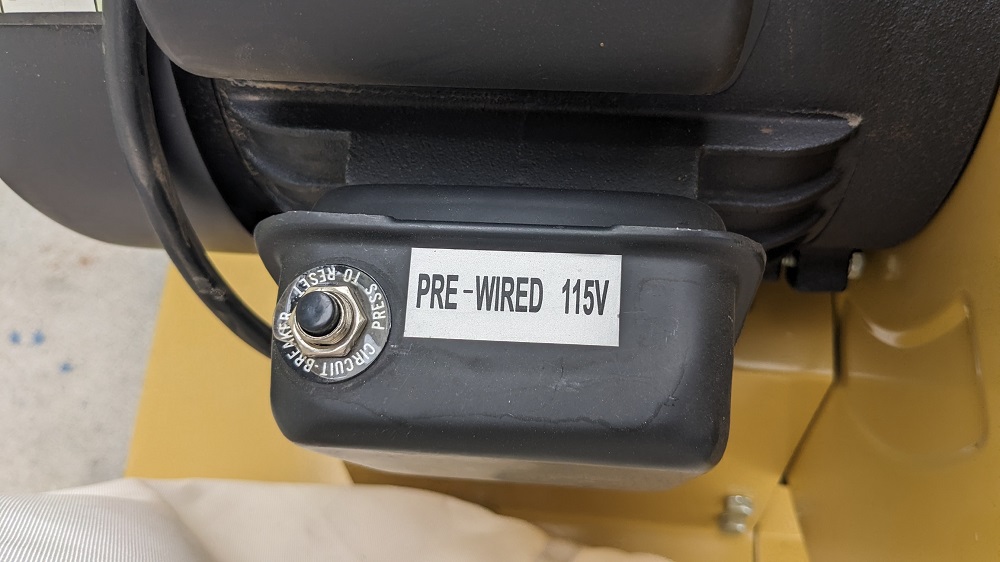 PRE-WIRED 115V
CIRCUIT-BREAKER
PRESS TO RESET